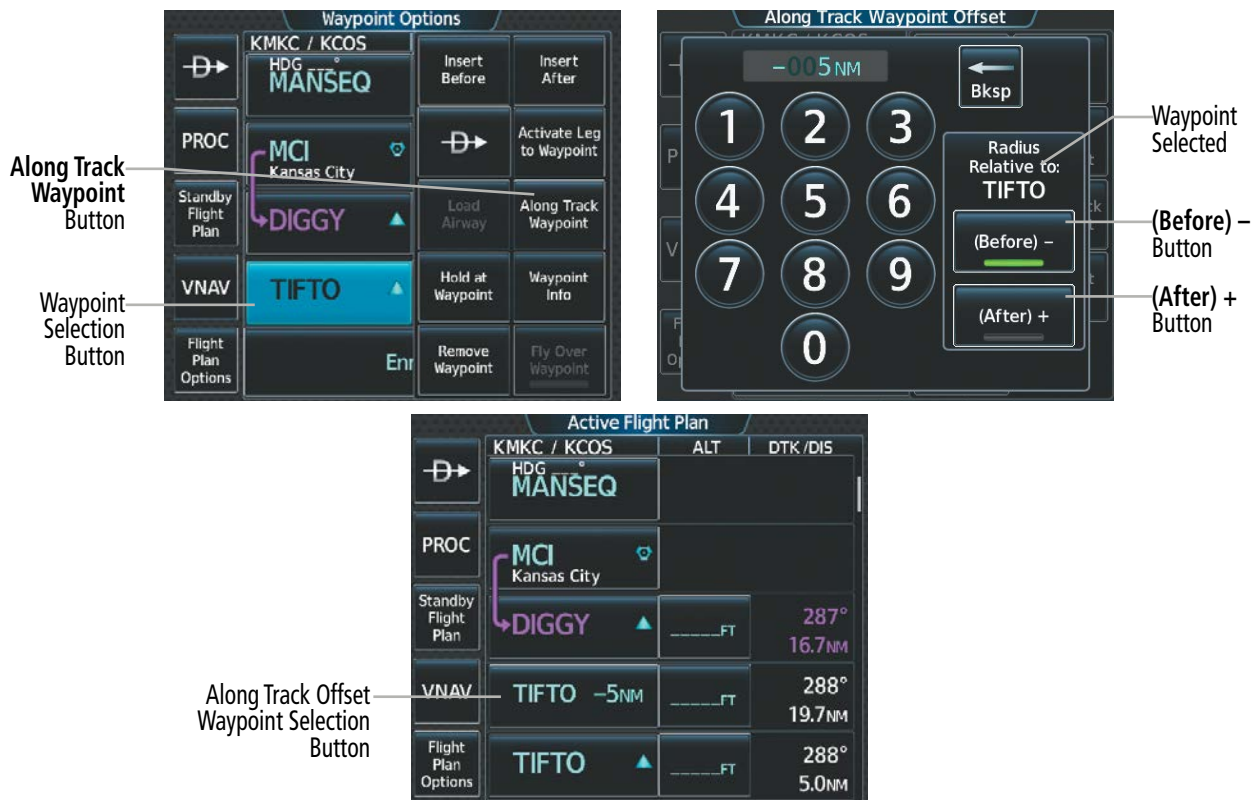 Waypoint Options
KMKC / KCOS
HDG ___°
MANSEQ
Insert
Before
Insert
After
PROC
MCI
Kansas City
D
Activate Leg
to Waypoint
Along Track
Waypoint
Button
Standby
Flight
Plan
DIGGY
Load
Airway
Along Track
Waypoint
VNAV
TIFTO
Hold at
Waypoint
Waypoint
Info
Waypoint
Selection
Button
Flight
Plan
Options
Enr
Remove
Waypoint
Fly Over
Waypoint
Along Track Waypoint Offset
-005NM
Bksp
1
2
3
4
5
6
7
8
9
0
Radius
Relative to:
TIFTO
(Before) -
(After) +
Waypoint
Selected
(Before) –
Button
(After) +
Button
Active Flight Plan
KMKC / KCOS
ALT
DTK /DIS
D
HDG ___°
MANSEQ
PROC
MCI
Kansas City
Standby
Flight
Plan
DIGGY
_____FT
287°
16.7NM
VNAV
TIFTO -5NM
_____FT
288°
19.7NM
Along Track Offset
Waypoint Selection
Button
Flight
Plan
Options
TIFTO
_____FT
288°
5.0NM